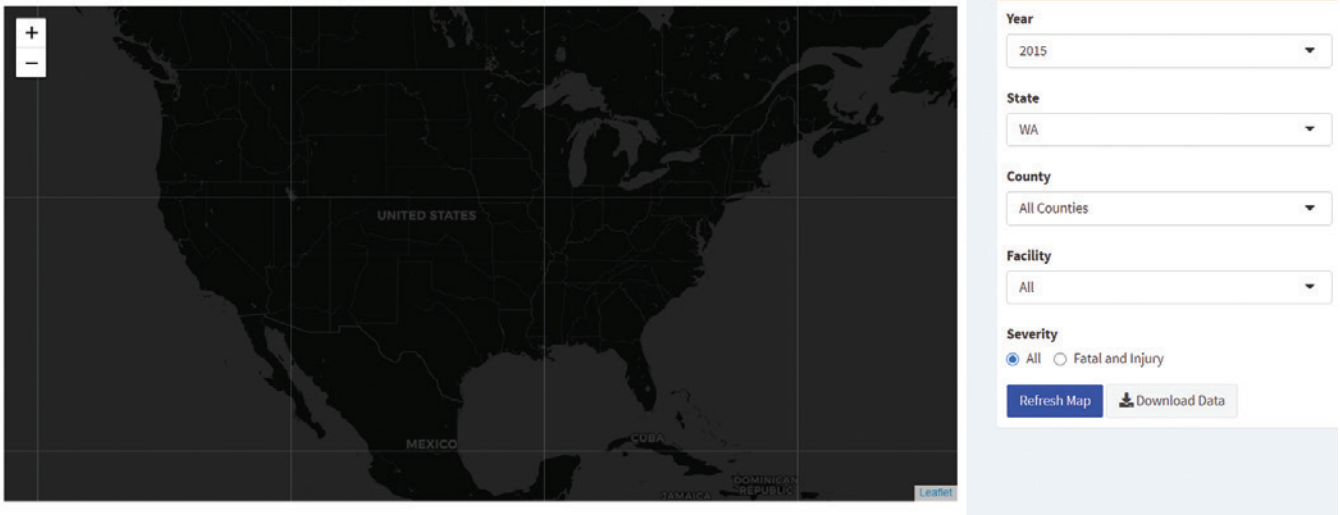 +
−
UNITED STATES
MEXICO
CUBA
JAMAICA
DOMINICAN
REPUBLIC
Leaflet
Year
2015
State
WA
County
All Counties
Facility
All
Severity
All Fatal and Injury
Refresh Map Download Data